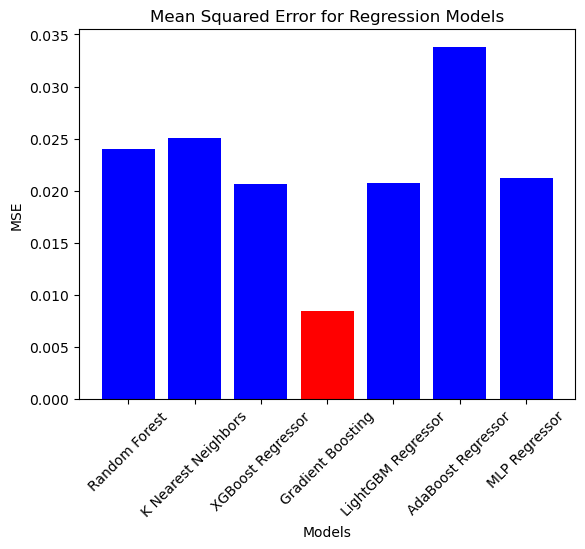 Mean Squared Error for Regression Models
0.035
0.030
0.025
0.020
0.015
0.010
0.005
0.000
MSE
Random Forest
K Nearest Neighbors
XGBoost Regressor
Gradient Boosting
LightGBM Regressor
AdaBoost Regressor
MLP Regressor
Models